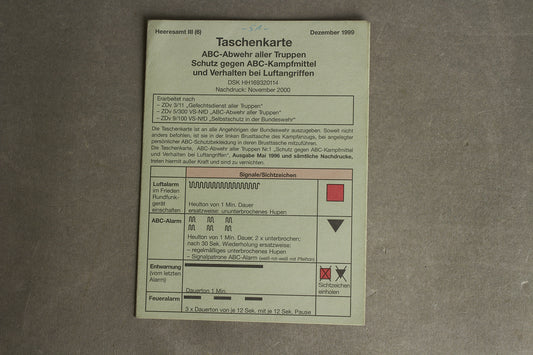 Heeresamt III (6)
Dezember 1999
Taschenkarte
ABC-Abwehr aller Truppen
Schutz gegen ABC-Kampfmittel
und Verhalten bei Luftangriffen
DSK HH169320114
Nachdruck: November 2000
Erarbeitet nach
– ZDv 3/11 „Gefechtsdienst aller Truppen"
– ZDv 5/300 VS-NfD „ABC-Abwehr aller Truppen"
– ZDv 9/100 VS-NfD „Selbstschutz in der Bundeswehr"
Die Taschenkarte ist an alle Angehörigen der Bundeswehr auszugeben. Soweit nicht
anders befohlen, ist sie in der linken Brusttasche des Kampfanzugs, bei angelegter
persönlicher ABC-Schutzbekleidung in deren Brusttasche mitzuführen.
Die Taschenkarte, ABC-Abwehr aller Truppen Nr.1 „Schutz gegen ABC-Kampfmittel
und Verhalten bei Luftangriffen", Ausgabe Mai 1996 und sämtliche Nachdrucke,
treten hiermit außer Kraft und sind zu vernichten.
Signale/Sichtzeichen
Luftalarm
im Frieden
Rundfunk-
gerät
einschalten
Heulton von 1 Min. Dauer
ersatzweise: ununterbrochenes Hupen
ABC-Alarm
Heulton von 1 Min. Dauer, 2 x unterbrochen;
nach 30 Sek. Wiederholung ersatzweise:
– regelmäßiges unterbrochenes Hupen
– Signalpatrone ABC-Alarm (weiß-rot-weiß mit Pfeifton)
Entwarnung
(vom letzten
Alarm)
Dauerton 1 Min.
Sichtzeichen
einholen
Feueralarm
3 x Dauerton von je 12 Sek. mit je 12 Sek. Pause